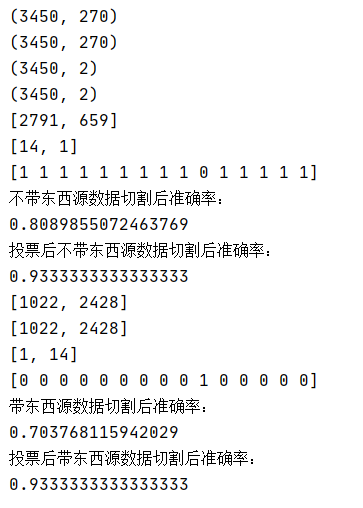 (3450, 270)
(3450, 270)
(3450, 2)
(3450, 2)
[2791, 659]
[14, 1]
[1 1 1 1 1 1 1 1 1 0 1 1 1 1 1]
不带东西源数据切割后准确率：
0.8089855072463769
投票后不带东西源数据切割后准确率：
0.9333333333333333
[1022, 2428]
[1022, 2428]
[1, 14]
[0 0 0 0 0 0 0 0 0 1 0 0 0 0 0]
带东西源数据切割后准确率：
0.703768115942029
投票后带东西源数据切割后准确率：
0.9333333333333333